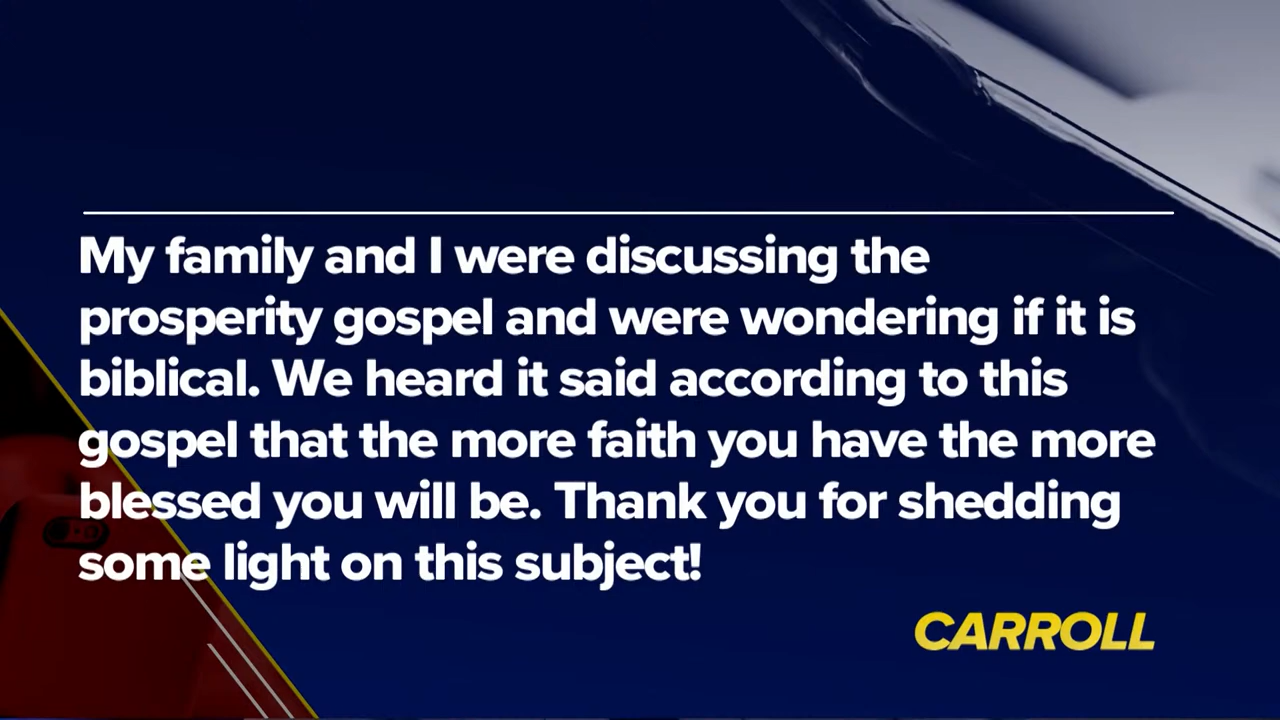 My family and I were discussing the
prosperity gospel and were wondering if it is
biblical. We heard it said according to this
gospel that the more faith you have the more
blessed you will be. Thank you for shedding
some light on this subject!
CARROLL